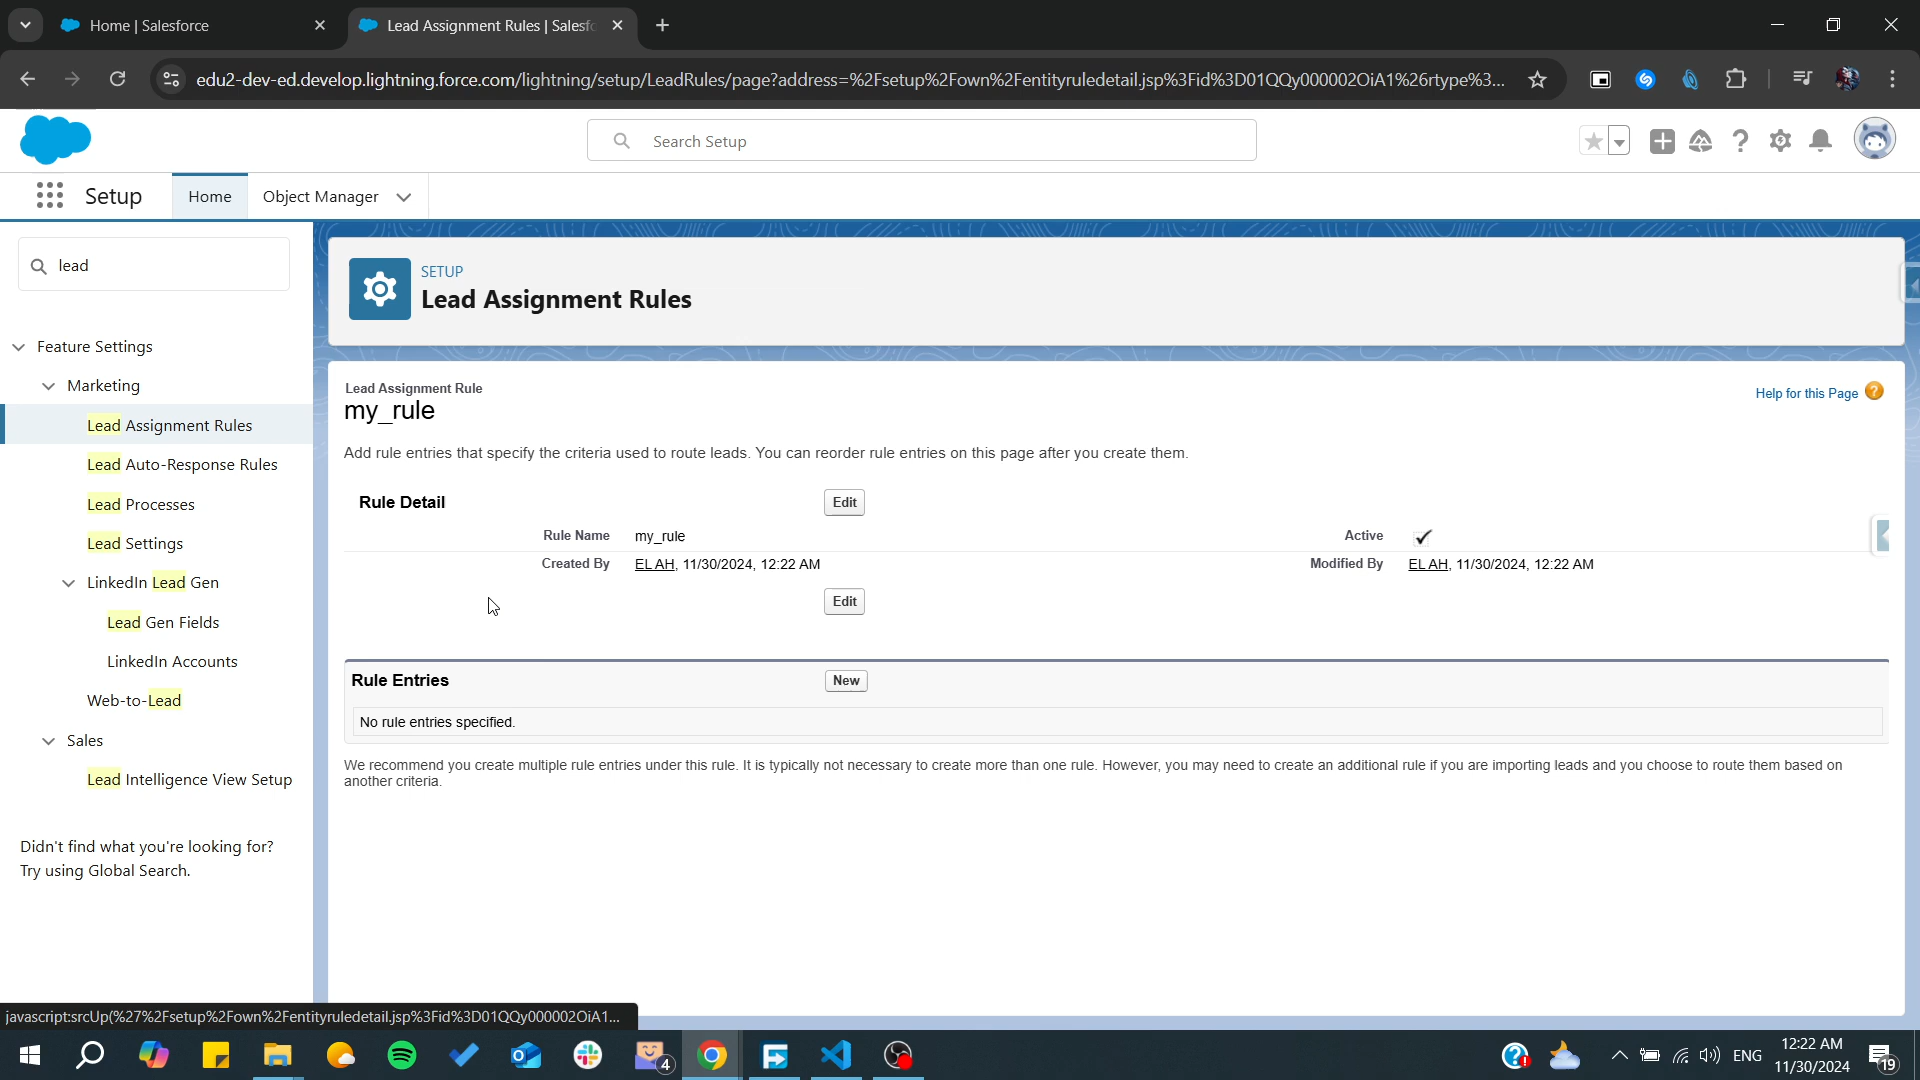 Home | Salesforce
Lead Assignment Rules | Salesfo
edu2-dev-ed.develop.lightning.force.com/lightning/setup/LeadRules/page?address=%2Fsetup%2Fown%2Fentityruledetail.jsp%3Fid%3D01QQy000002OiA1%26rtype%3...
Search Setup
Setup
Home
Object Manager
lead
Feature Settings
Marketing
Lead Assignment Rules
Lead Auto-Response Rules
Lead Processes
Lead Settings
LinkedIn Lead Gen
Lead Gen Fields
LinkedIn Accounts
Web-to-Lead
Sales
Lead Intelligence View Setup
Didn't find what you're looking for?
Try using Global Search.
SETUP
Lead Assignment Rules
Lead Assignment Rule
my_rule
Help for this Page
Add rule entries that specify the criteria used to route leads. You can reorder rule entries on this page after you create them.
Rule Detail
Edit
Rule Name my_rule
Active
Created By EL AH, 11/30/2024, 12:22 AM
Modified By EL AH, 11/30/2024, 12:22 AM
Edit
Rule Entries
New
No rule entries specified.
We recommend you create multiple rule entries under this rule. It is typically not necessary to create more than one rule. However, you may need to create an additional rule if you are importing leads and you choose to route them based on
another criteria.
javascript:srcUp(%27%2Fsetup%2Fown%2Fentityruledetail.jsp%3Fid%3D01QQy000002OiA1...
4
ENG
12:22 AM
11/30/2024
19